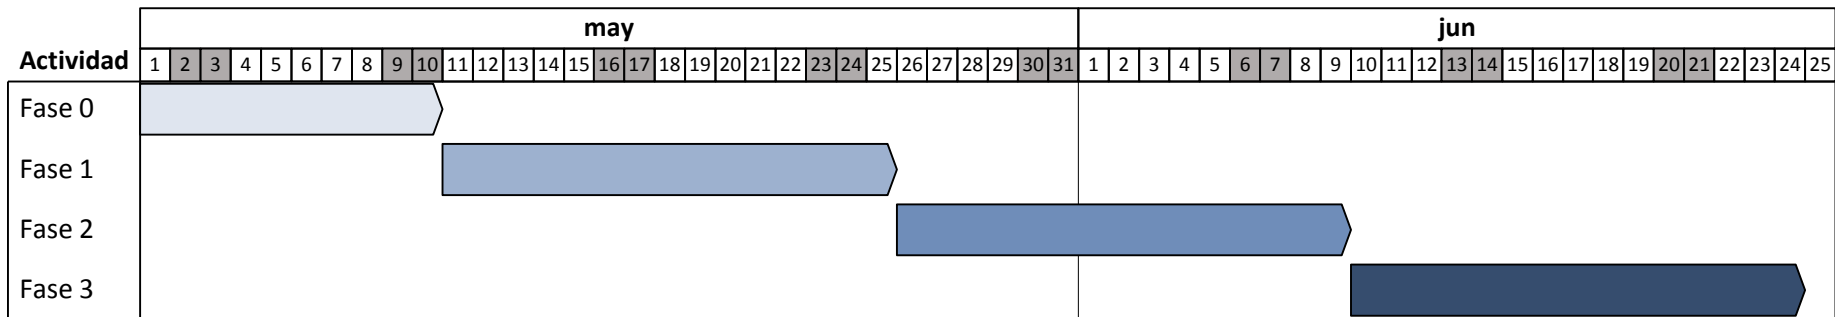 may jun
Actividad 1 2 3 4 5 6 7 8 9 10 11 12 13 14 15 16 17 18 19 20 21 22 23 24 25 26 27 28 29 30 31 1 2 3 4 5 6 7 8 9 10 11 12 13 14 15 16 17 18 19 20 21 22 23 24 25
Fase 0
Fase 1
Fase 2
Fase 3